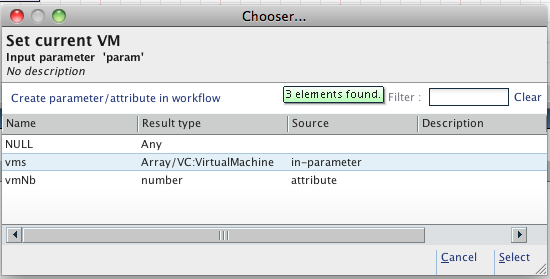 Chooser...
Set current VM
Input parameter 'param'
No description
Create parameter/attribute in workflow 3 elements found. Filter : Clear
Name Result type Source Description
NULL Any
vms Array/VC:VirtualMachine in-parameter
vmNb number attribute
Cancel Select